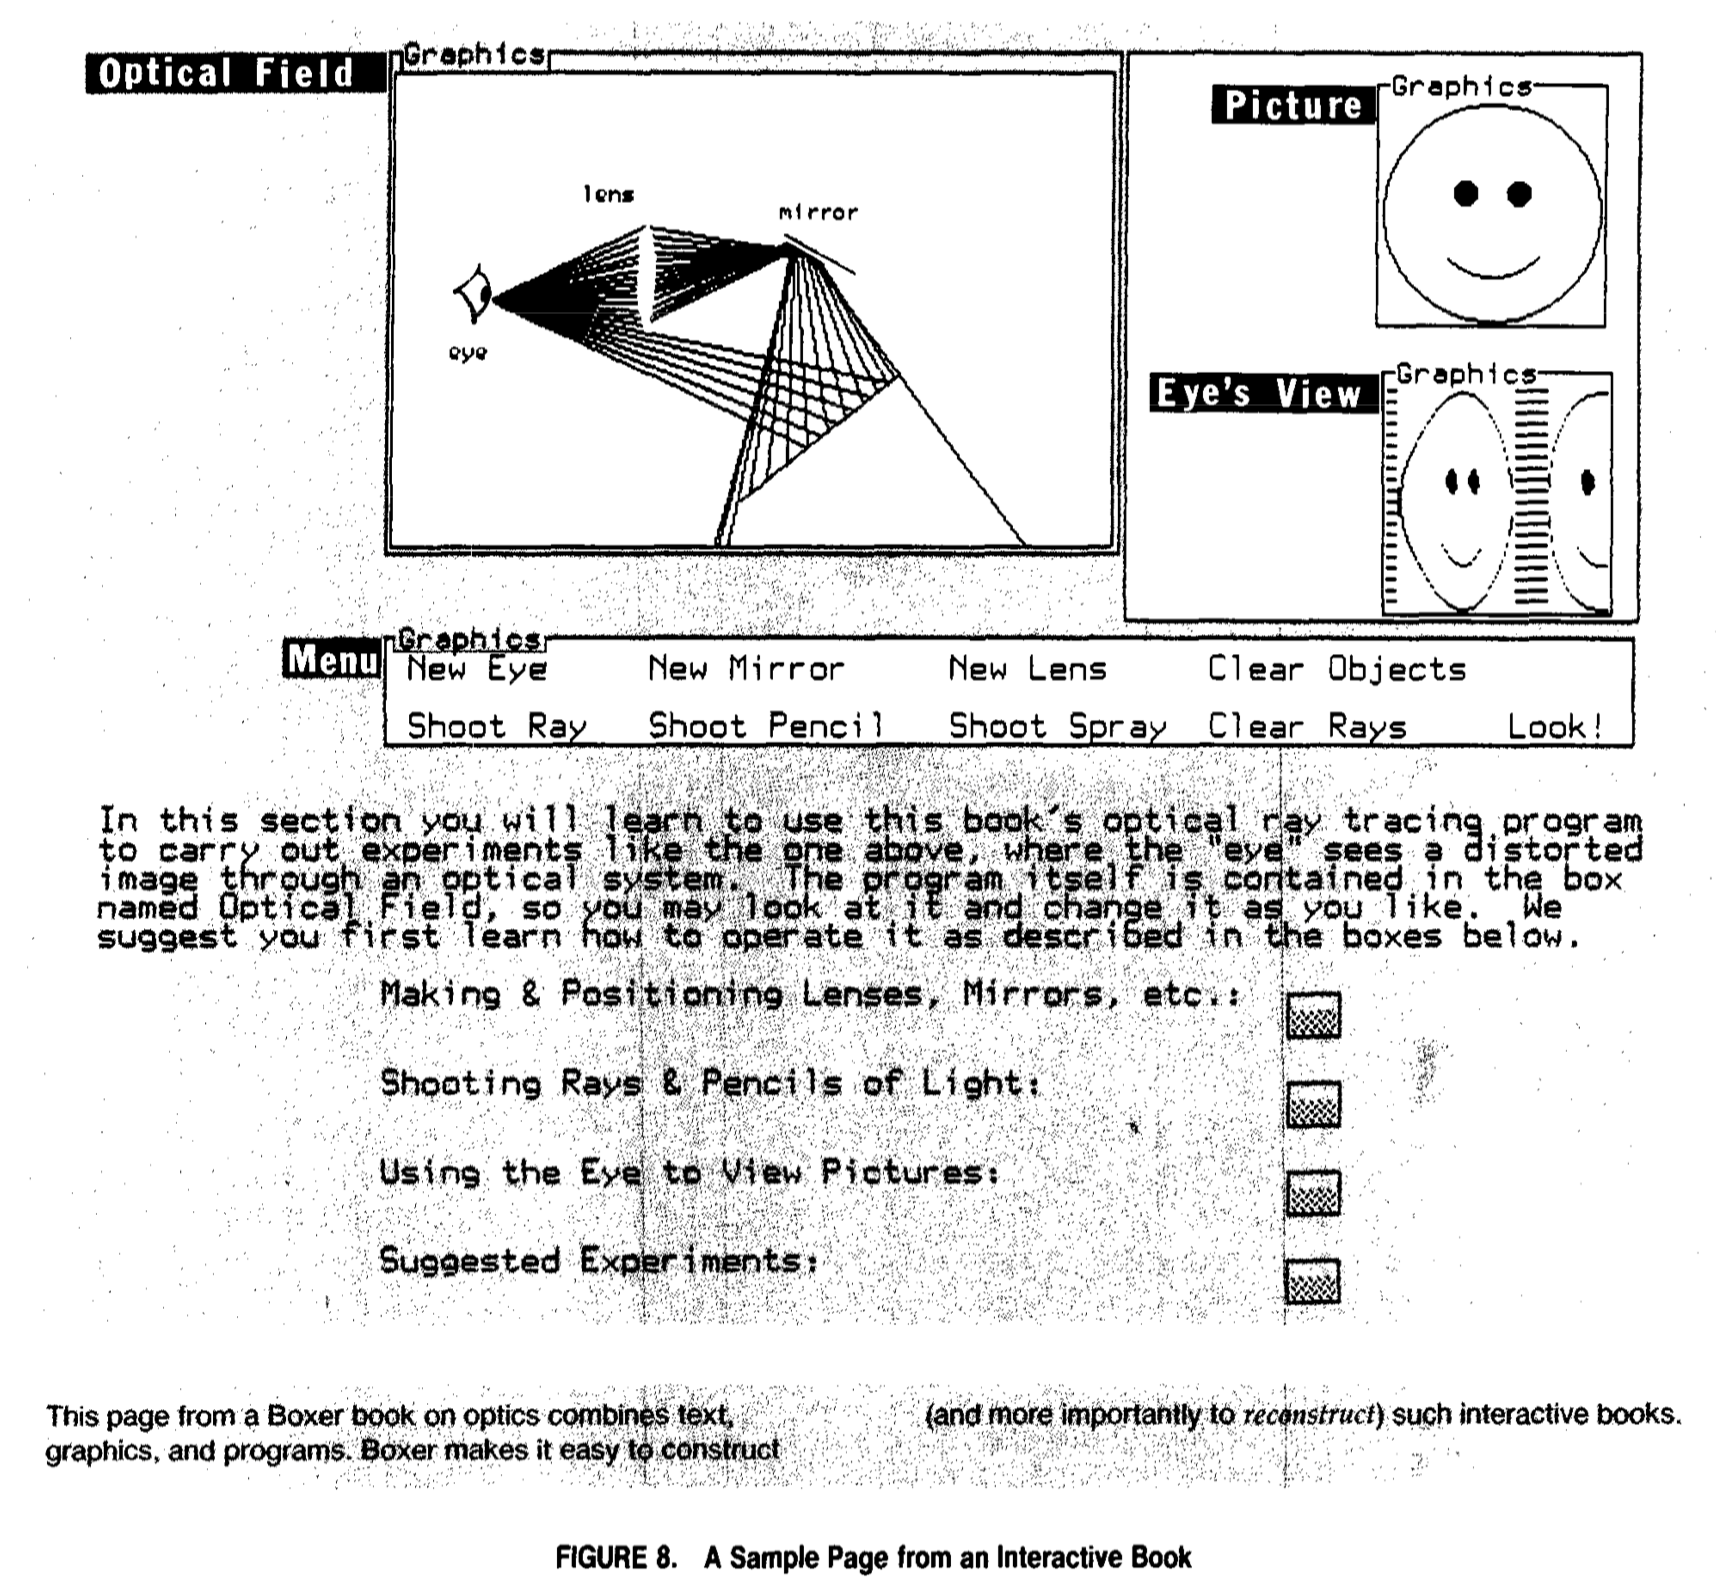 Optical Field
Graphics
lens
mirror
eye
Picture
Graphics
Eye's View
Graphics
Menu
Graphics
New Eye New Mirror New Lens Clear Objects
Shoot Ray Shoot Pencil Shoot Spray Clear Rays Look!
In this section you will learn to use this book's optical ray tracing program
to carry out experiments like the one above, where the "eye" sees a distorted
image through an optical system. The program itself is contained in the box
named Optical Field, so you may look at it and change it as you like. We
suggest you first learn how to operate it as described in the boxes below.
Making & Positioning Lenses, Mirrors, etc.:
Shooting Rays & Pencils of Light:
Using the Eye to View Pictures:
Suggested Experiments:
This page from a Boxer book on optics combines text,
graphics, and programs. Boxer makes it easy to construct
(and more importantly to reconstruct) such interactive books.
FIGURE 8. A Sample Page from an Interactive Book